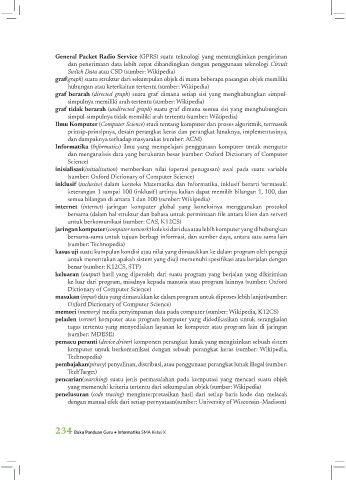 General Packet Radio Service (GPRS) suatu teknologi yang memungkinkan pengiriman
dan penerimaan data lebih cepat dibandingkan dengan penggunaan teknologi Circuit
Switch Data atau CSD (sumber: Wikipedia)
graf(graph) suatu struktur dari sekumpulan objek di mana beberapa pasangan objek memiliki
hubungan atau keterkaitan tertentu (sumber: Wikipedia)
graf berarah (directed graph) suatu graf dimana setiap sisi yang menghubungkan simpul-
simpulnya memiliki arah tertentu (sumber: Wikipedia)
graf tidak berarah (undirected graph) suatu graf dimana semua sisi yang menghubungkan
simpul-simpulnya tidak memiliki arah tertentu (sumber: Wikipedia)
Ilmu Komputer (Computer Science) studi tentang komputer dan proses algoritmik, termasuk
prinsip-prinsipnya, desain perangkat keras dan perangkat lunaknya, implementasinya,
dan dampaknya terhadap masyarakat (sumber: ACM)
Informatika (Informatics) Ilmu yang mempelajari penggunaan komputer untuk mengatur
dan menganalisis data yang berukuran besar (sumber: Oxford Dictionary of Computer
Science)
inisialisasi(initialization) memberikan nilai (operasi penugasan) awal pada suatu variable
(sumber: Oxford Dictionary of Computer Science)
inklusif (inclusive) dalam konteks Matematika dan Informatika, inklusif berarti 'termasuk'.
keterangan 1 sampai 100 (inklusif) artinya kalian dapat memilih bilangan 1, 100, dan
semua bilangan di antara 1 dan 100 (sumber: Wikipedia)
internet (internet) jaringan komputer global yang koneksinya menggunakan protokol
bersama (dalam hal struktur dan bahasa untuk permintaan file antara klien dan server)
untuk berkomunikasi (sumber: CAS, K12CS)
jaringan komputer(computer network) koleksi dari dua atau lebih komputer yang dihubungkan
bersama-sama untuk tujuan berbagi informasi, dan sumber daya, antara satu sama lain
(sumber: Technopedia)
kasus uji suatu kumpulan kondisi atau nilai yang dimasukkan ke dalam program oleh penguji
untuk menentukan apakah sistem yang diuji memenuhi spesifikasi atau berjalan dengan
benar (sumber: K12CS, STF)
keluaran (output) hasil yang diperoleh dari suatu program yang berjalan yang dikirimkan
ke luar dari program, misalnya kepada manusia atau program lainnya (sumber: Oxford
Dictionary of Computer Science)
masukan (input) data yang dimasukkan ke dalam program untuk diproses lebih lanjut(sumber:
Oxford Dictionary of Computer Science)
memori (memory) media penyimpanan data pada computer (sumber: Wikipedia, K12CS)
peladen (server) komputer atau program komputer yang didedikasikan untuk serangkaian
tugas tertentu yang menyediakan layanan ke komputer atau program lain di jaringan
(sumber: MDESE)
pemacu peranti (device driver) komponen perangkat lunak yang mengizinkan sebuah sistem
komputer untuk berkomunikasi dengan sebuah perangkat keras (sumber: Wikipedia,
Technopedia)
pembajakan(piracy) penyalinan, distribusi, atau penggunaan perangkat lunak illegal (sumber:
TechTarget)
pencarian(searching) suatu jenis permasalahan pada komputasi yang mencari suatu objek
yang memenuhi kriteria tertentu dari sekumpulan objek (sumber: Wikipedia)
penelusuran (code tracing) menginterpretasikan hasil dari setiap baris kode dan melacak
dengan manual efek dari setiap pernyataan(sumber: University of Wisconsin-Madison)
234 Buku Panduan Guru • Informatika SMA Kelas X